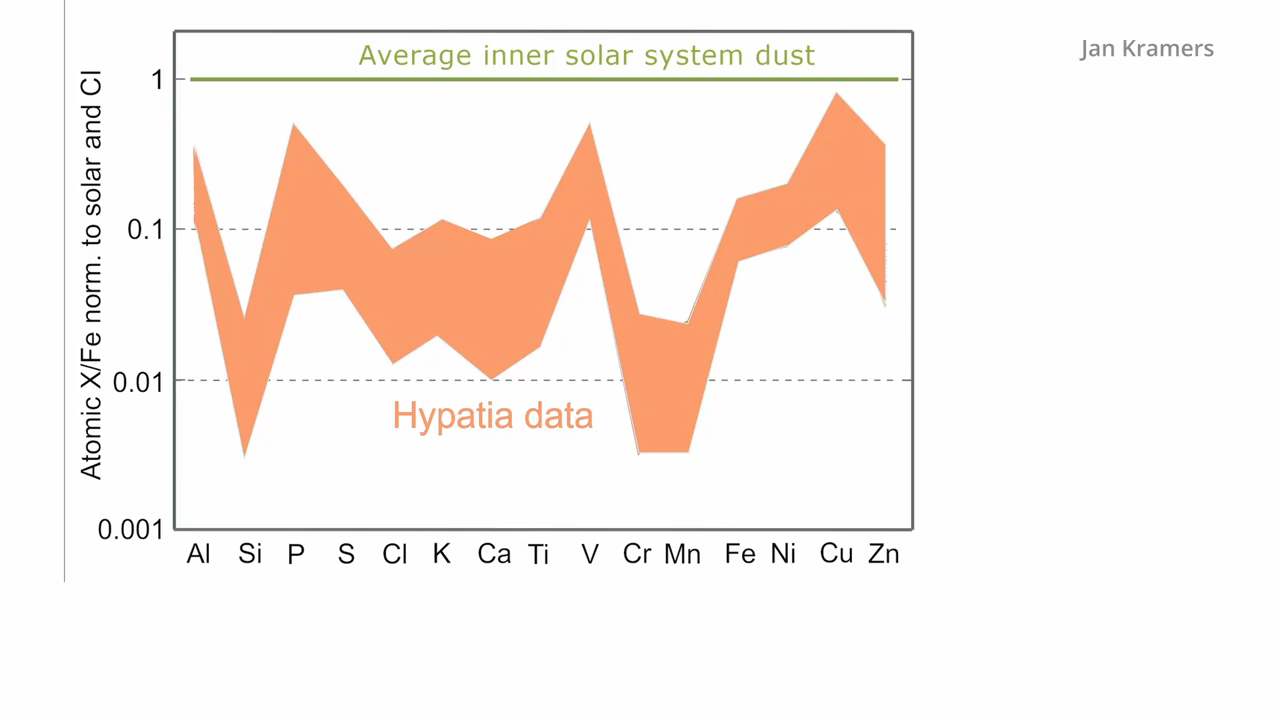 Jan Kramers
Average inner solar system dust
Atomic X/Fe norm. to solar and CI
1
0.1
0.01
0.001
Hypatia data
Al Si P S Cl K Ca Ti V Cr Mn Fe Ni Cu Zn